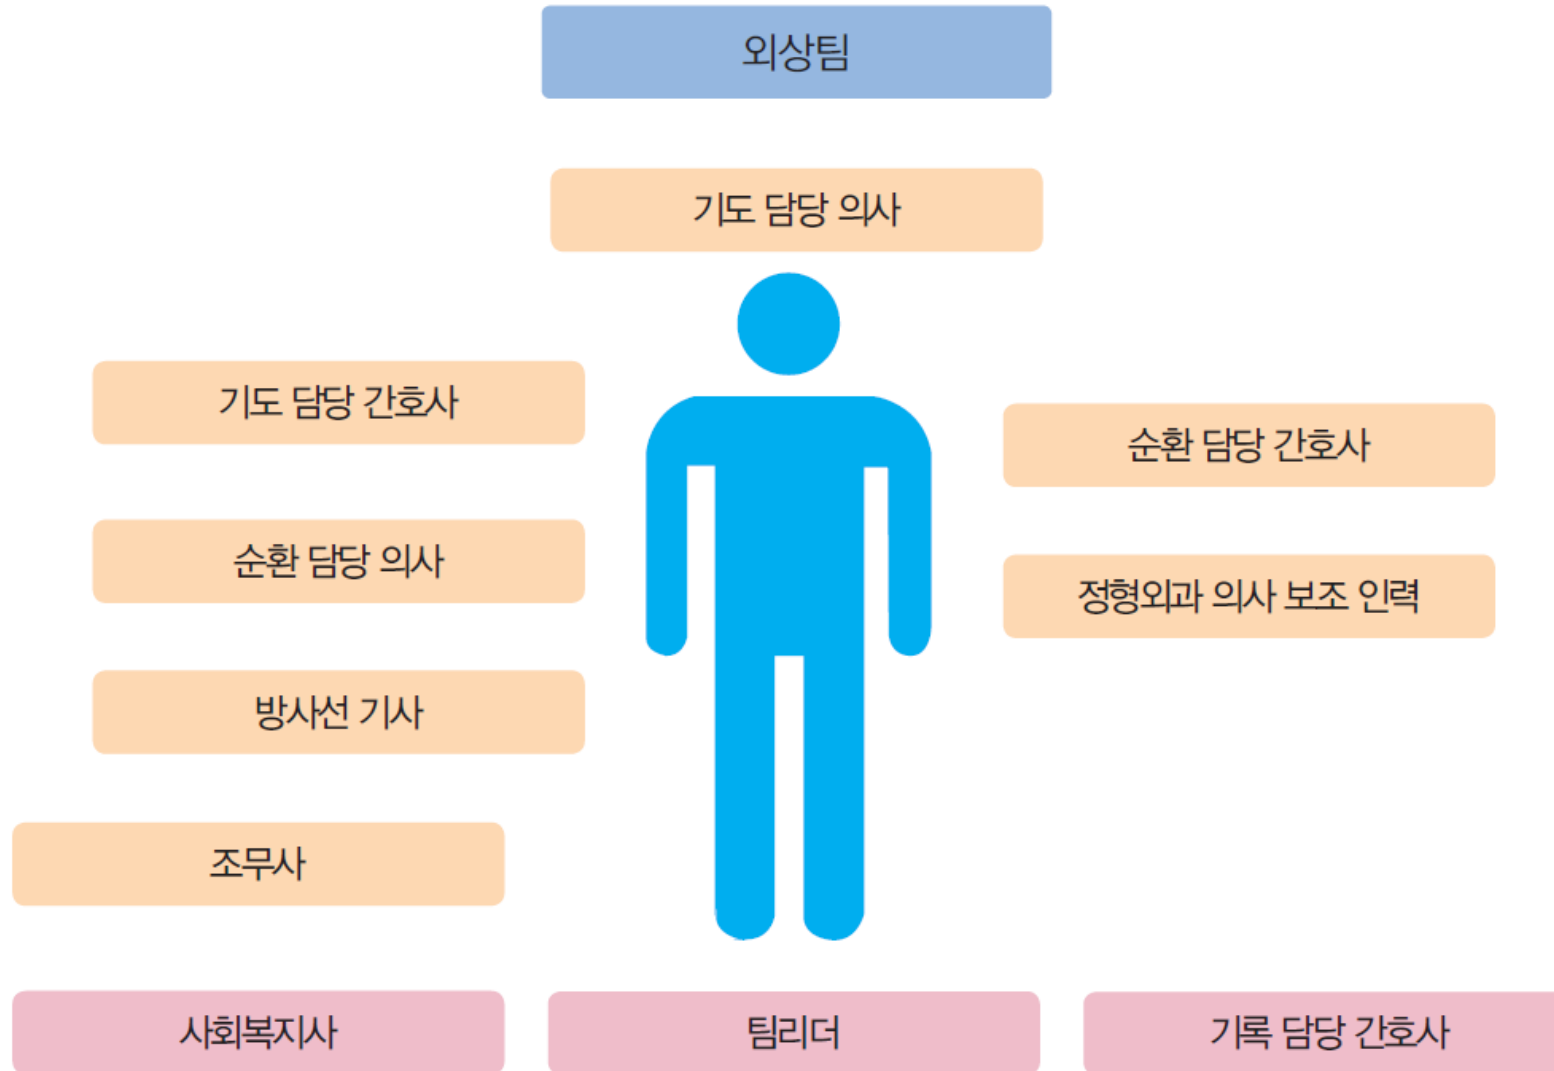 외상팀
기도 담당 의사
기도 담당 간호사
순환 담당 간호사
순환 담당 의사
정형외과 의사 보조 인력
방사선 기사
조무사
사회복지사
팀리더
기록 담당 간호사